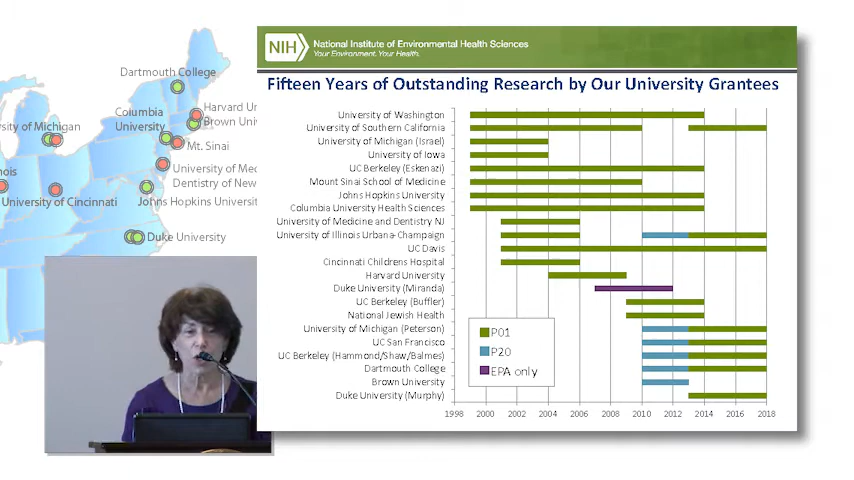 Dartmouth College
Columbia
University
Harvard Ur
Brown Univ
sity of Michigan
Mt. Sinai
nois
University of Med
Dentistry of New
University of Cincinnati
Johns Hopkins Universit
Duke University
NIH
National Institute of Environmental Health Sciences
Your Environment. Your Health.
Fifteen Years of Outstanding Research by Our University Grantees
University of Washington
University of Southern California
University of Michigan (Israel)
University of Iowa
UC Berkeley (Eskenazi)
Mount Sinai School of Medicine
Johns Hopkins University
Columbia University Health Sciences
University of Medicine and Dentistry NJ
University of Illinois Urbana-Champaign
UC Davis
Cincinnati Childrens Hospital
Harvard University
Duke University (Miranda)
UC Berkeley (Buffler)
National Jewish Health
University of Michigan (Peterson)
UC San Francisco
UC Berkeley (Hammond/Shaw/Balmes)
Dartmouth College
Brown University
Duke University (Murphy)
P01
P20
EPA only
1998 2000 2002 2004 2006 2008 2010 2012 2014 2016 2018